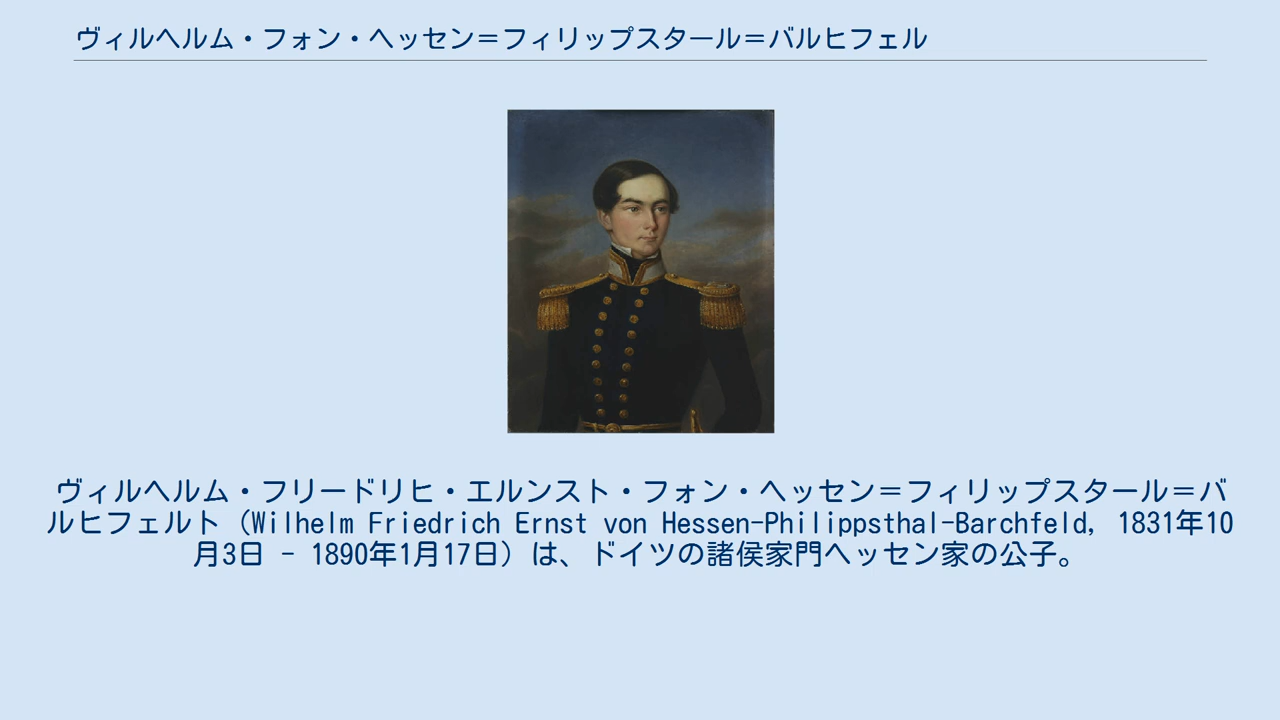 ヴィルヘルム・フォン・ヘッセン＝フィリップスタール＝バルヒフェル
ヴィルヘルム・フリードリヒ・エルンスト・フォン・ヘッセン＝フィリップスタール＝バ
ルヒフェルト（Wilhelm Friedrich Ernst von Hessen-Philippsthal-Barchfeld, 1831年10
月3日 - 1890年1月17日）は、ドイツの諸侯家門ヘッセン家の公子。